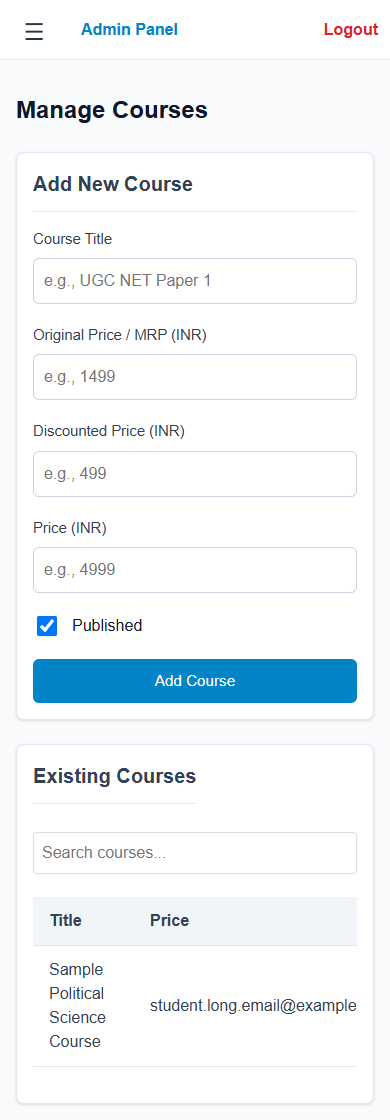 ☰ Admin Panel Logout
Manage Courses
Add New Course
Course Title
e.g., UGC NET Paper 1
Original Price / MRP (INR)
e.g., 1499
Discounted Price (INR)
e.g., 499
Price (INR)
e.g., 4999
Published
Add Course
Existing Courses
Search courses...
Title Price
Sample
Political
Science
Course
student.long.email@example